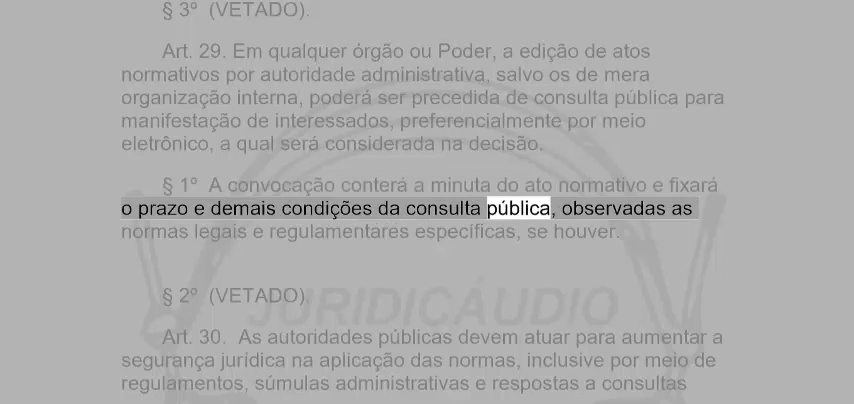 § 3º (VETADO).
Art. 29. Em qualquer órgão ou Poder, a edição de atos
normativos por autoridade administrativa, salvo os de mera
organização interna, poderá ser precedida de consulta pública para
manifestação de interessados, preferencialmente por meio
eletrônico, a qual será considerada na decisão.
§ 1º A convocação conterá a minuta do ato normativo e fixará
o prazo e demais condições da consulta pública, observadas as
normas legais e regulamentares específicas, se houver.
§ 2º (VETADO).
JURIDICÁUDIO
Art. 30. As autoridades públicas devem atuar para aumentar a
segurança jurídica na aplicação das normas, inclusive por meio de
regulamentos, súmulas administrativas e respostas a consultas